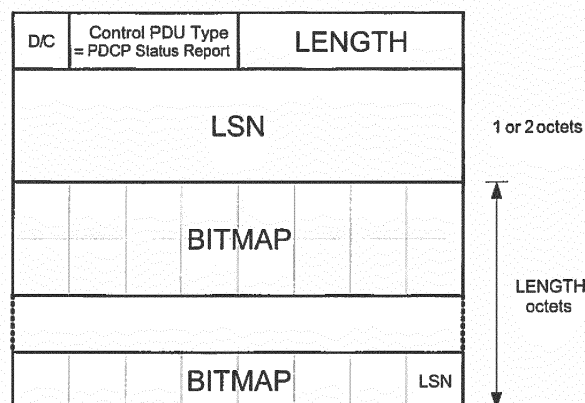 D/C
Control PDU Type
= PDCP Status Report
LENGTH
LSN
1 or 2 octets
BITMAP
LENGTH
octets
BITMAP
LSN